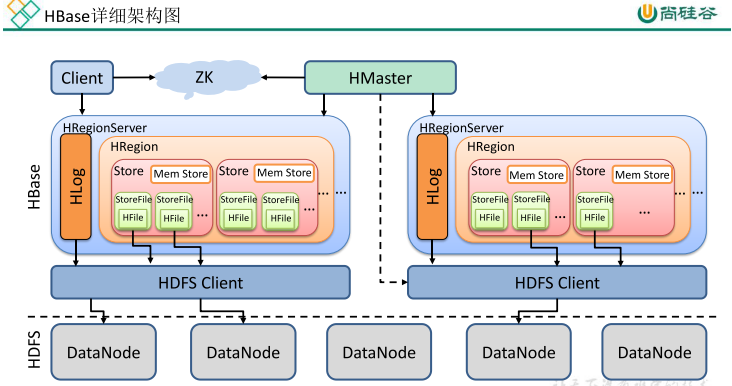 HBase详细架构图
尚硅谷
Client
ZK
HMaster
HBase
HRegionServer
HLog
HRegion
Store
Mem Store
StoreFile
HFile
StoreFile
HFile
...
Store
Mem Store
StoreFile
HFile
StoreFile
HFile
...
...
...
HRegionServer
HLog
HRegion
Store
Mem Store
StoreFile
HFile
StoreFile
HFile
...
Store
Mem Store
StoreFile
HFile
...
...
...
HDFS Client
HDFS Client
HDFS
DataNode
DataNode
DataNode
DataNode
DataNode